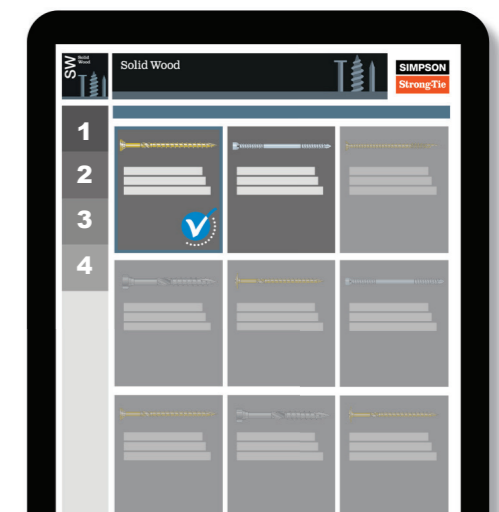 SW
Solid
Wood
Solid Wood
SIMPSON
Strong-Tie
1
2
3
4